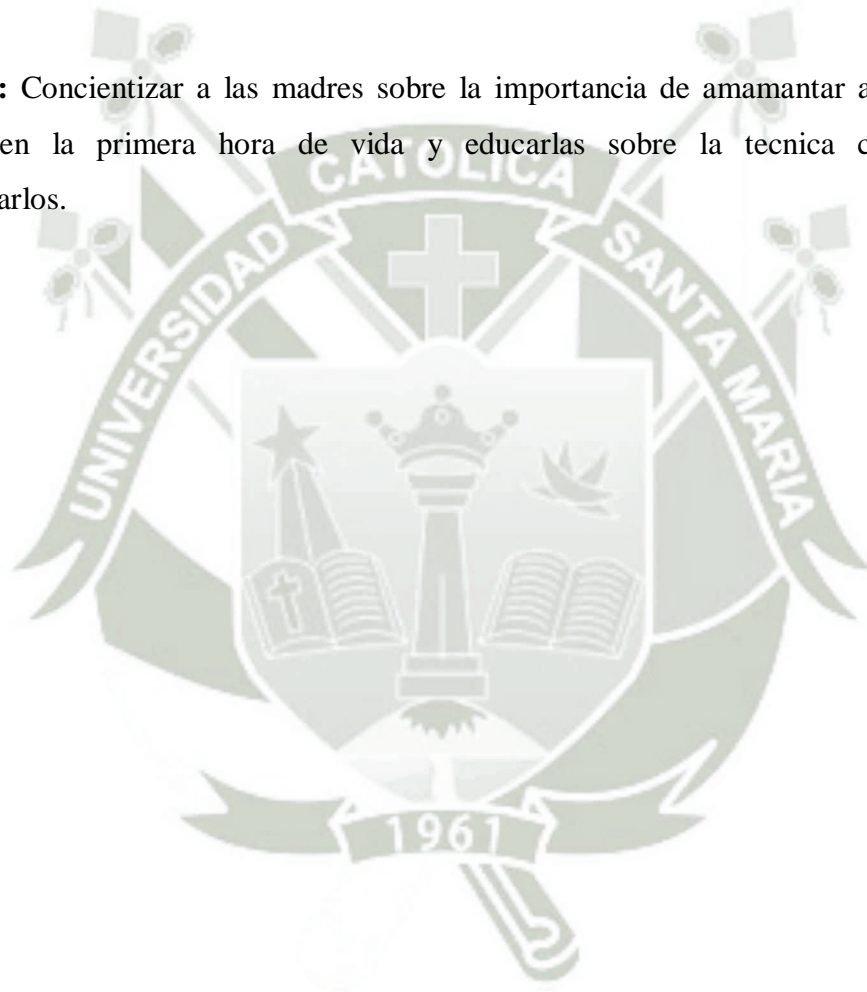 : Concientizar a las madres sobre la importancia de amamantar a
en la primera hora de vida y educarlas sobre la tecnica c
arlos.
UNIVERSIDAD CATOLICA SANTA MARIA
1961